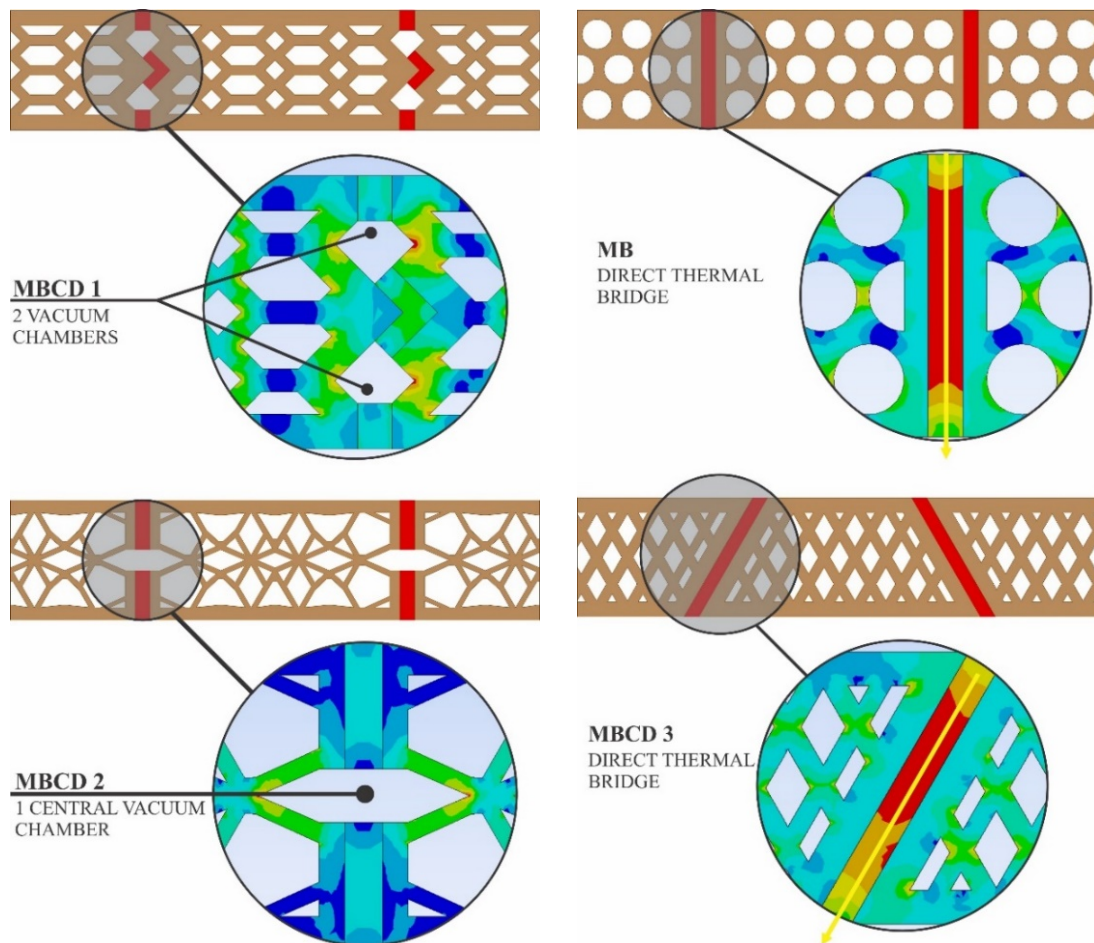 MBCD 1
2 VACUUM
CHAMBERS
MB
DIRECT THERMAL
BRIDGE
MBCD 2
1 CENTRAL VACUUM
CHAMBER
MBCD 3
DIRECT THERMAL
BRIDGE